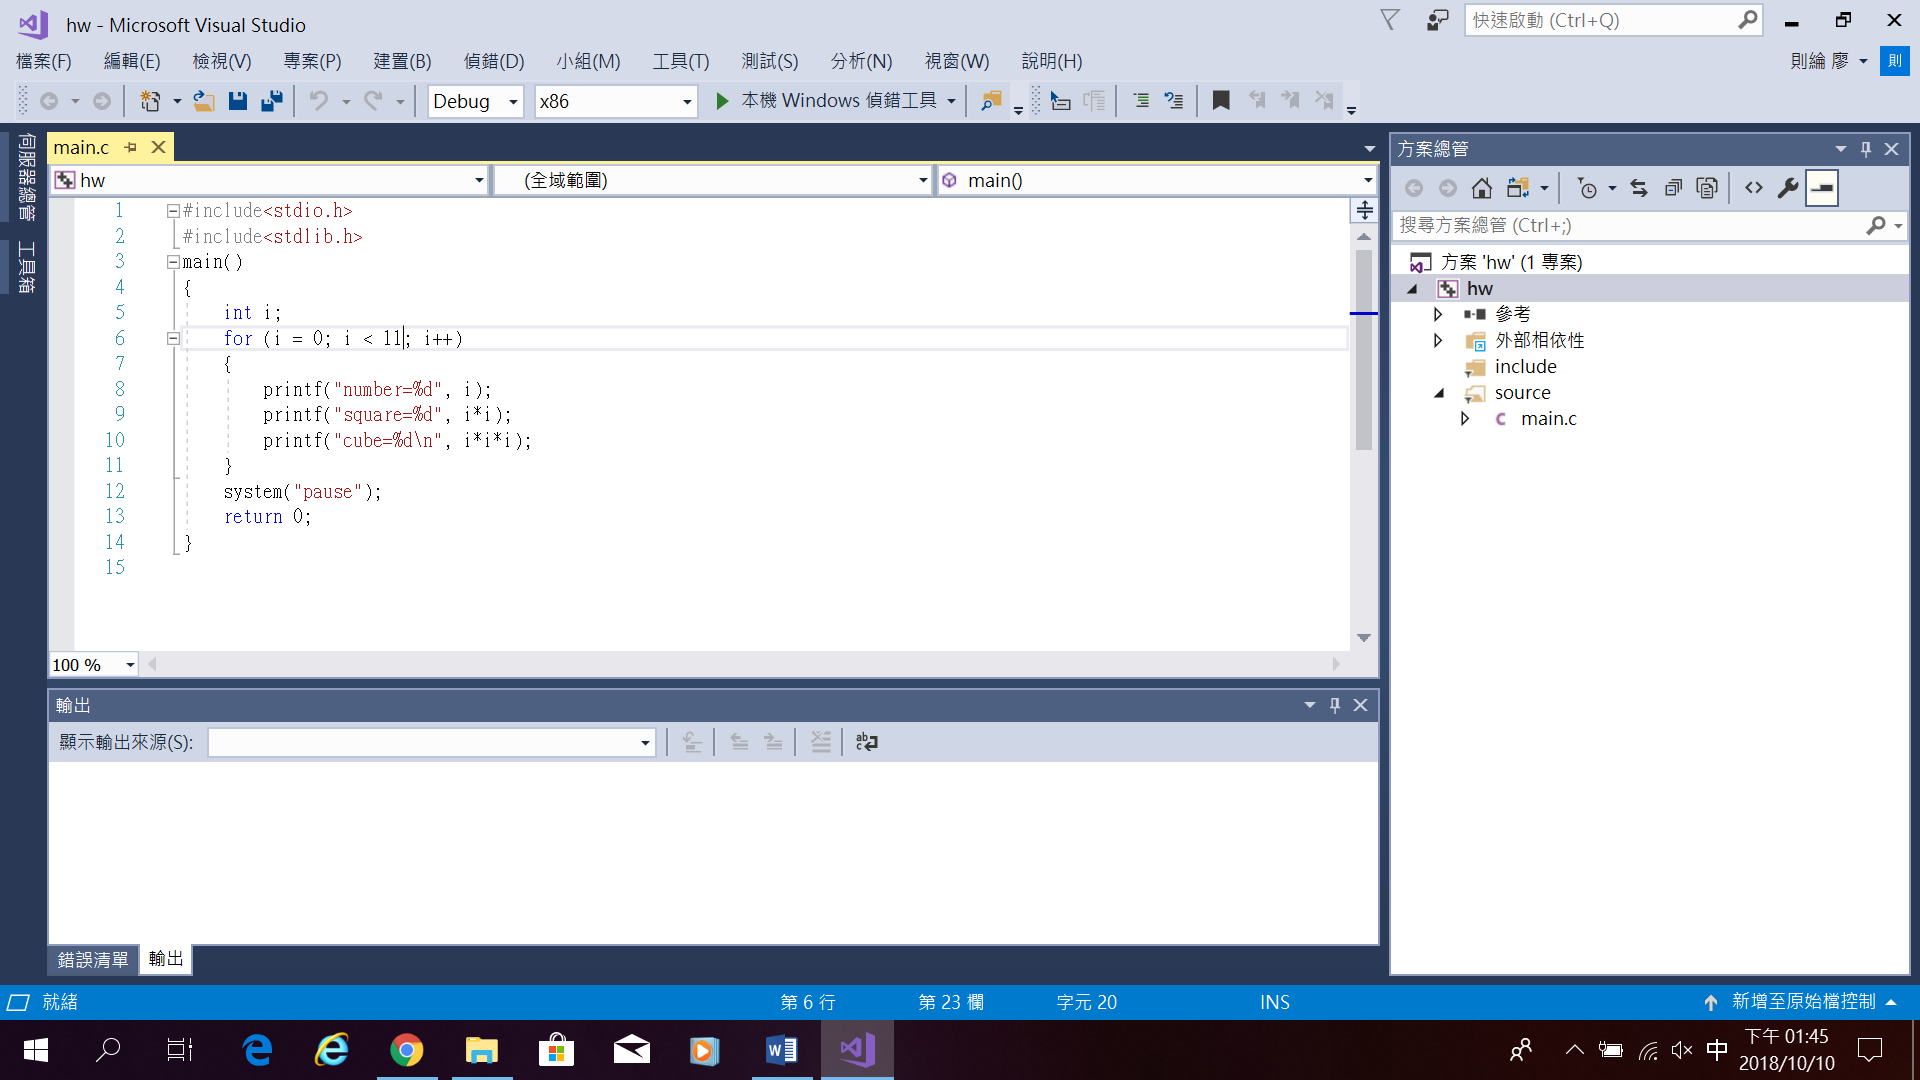 hw - Microsoft Visual Studio
快速啟動 (Ctrl+Q)
檔案(F) 編輯(E) 檢視(V) 專案(P) 建置(B) 偵錯(D) 小組(M) 工具(T) 測試(S) 分析(N) 視窗(W) 說明(H)
則綸 廖 則
Debug x86 本機 Windows 偵錯工具
伺服器總管
工具箱
main.c
hw (全域範圍) main()
1 #include<stdio.h>
2 #include<stdlib.h>
3 main()
4 {
5 int i;
6 for (i = 0; i < 11; i++)
7 {
8 printf("number=%d", i);
9 printf("square=%d", i*i);
10 printf("cube=%d\n", i*i*i);
11 }
12 system("pause");
13 return 0;
14 }
15
100 %
輸出
顯示輸出來源(S):
錯誤清單 輸出
方案總管
搜尋方案總管 (Ctrl+;)
方案 'hw' (1 專案)
hw
參考
外部相依性
include
source
main.c
就緒 第 6 行 第 23 欄 字元 20 INS 新增至原始檔控制
中
下午 01:45
2018/10/10